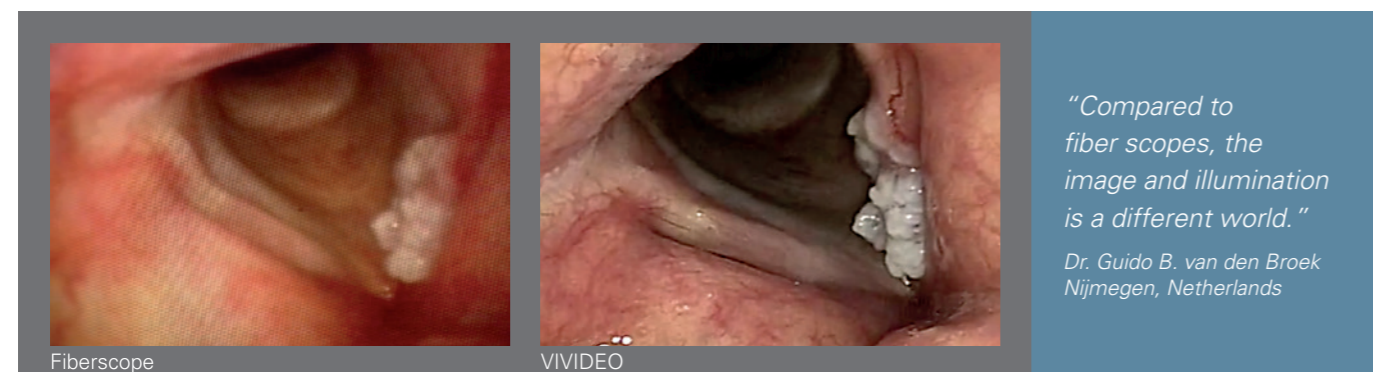 Fiberscope
VIVIDEO
“Compared to
fiber scopes, the
image and illumination
is a different world.”
Dr. Guido B. van den Broek
Nijmegen, Netherlands